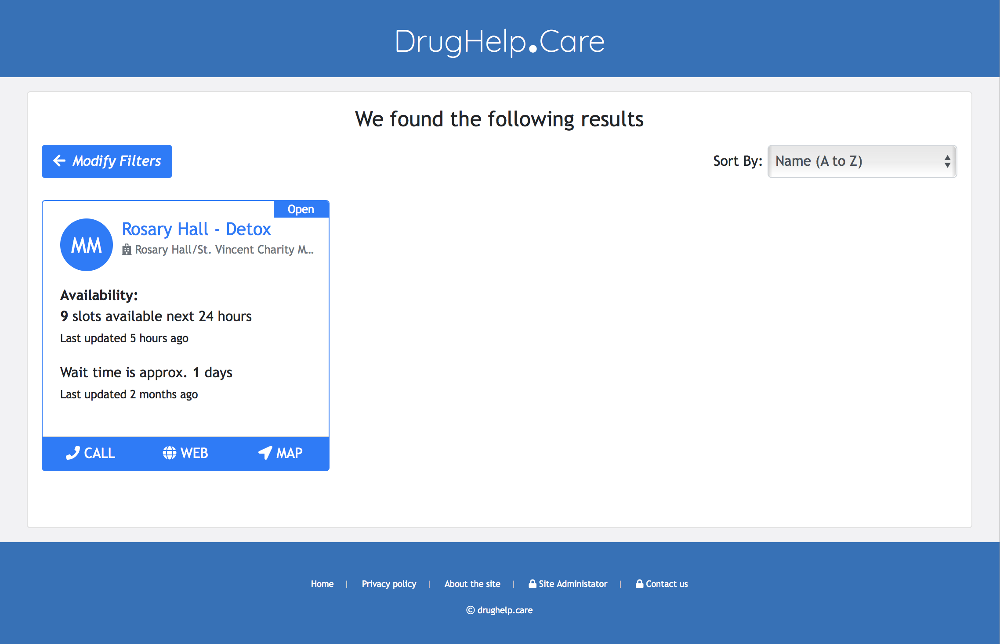 DrugHelp.Care
We found the following results
Modify Filters
Sort By: Name (A to Z)
Open
MM
Rosary Hall - Detox
Rosary Hall/St. Vincent Charity M...
Availability:
9 slots available next 24 hours
Last updated 5 hours ago
Wait time is approx. 1 days
Last updated 2 months ago
CALL WEB MAP
Home | Privacy policy | About the site | Site Administator | Contact us
© drughelp.care